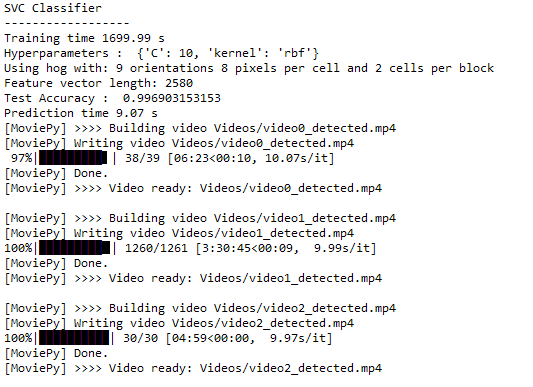 SVC Classifier
------------------
Training time 1699.99 s
Hyperparameters :  {'C': 10, 'kernel': 'rbf'}
Using hog with: 9 orientations 8 pixels per cell and 2 cells per block
Feature vector length: 2580
Test Accuracy :  0.996903153153
Prediction time 9.07 s
[MoviePy] >>>> Building video Videos/video0_detected.mp4
[MoviePy] Writing video Videos/video0_detected.mp4
97%|█████████ | 38/39 [06:23<00:10, 10.07s/it]
[MoviePy] Done.
[MoviePy] >>>> Video ready: Videos/video0_detected.mp4
[MoviePy] >>>> Building video Videos/video1_detected.mp4
[MoviePy] Writing video Videos/video1_detected.mp4
100%|█████████▉| 1260/1261 [3:30:45<00:09,  9.99s/it]
[MoviePy] Done.
[MoviePy] >>>> Video ready: Videos/video1_detected.mp4
[MoviePy] >>>> Building video Videos/video2_detected.mp4
[MoviePy] Writing video Videos/video2_detected.mp4
100%|██████████| 30/30 [04:59<00:00,  9.97s/it]
[MoviePy] Done.
[MoviePy] >>>> Video ready: Videos/video2_detected.mp4